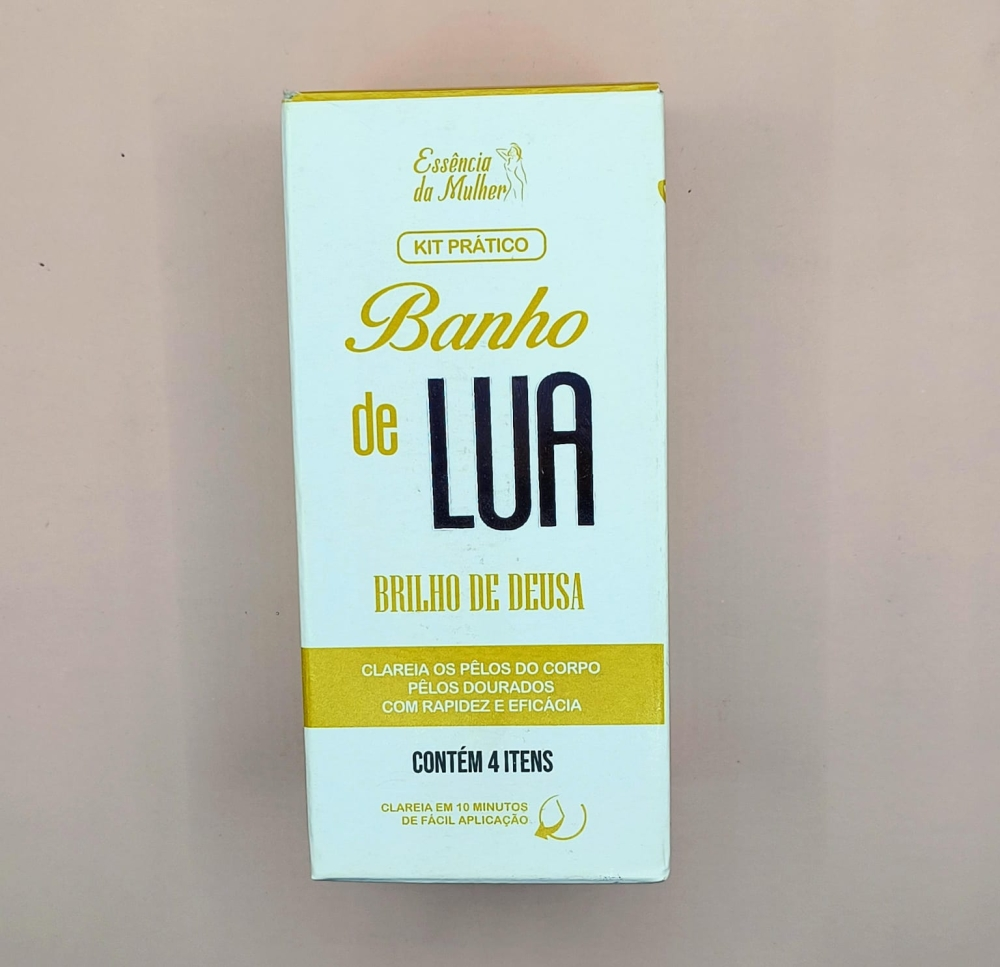 Essência
da Mulher
KIT PRÁTICO
Banho
de LUA
BRILHO DE DEUSA
CLAREIA OS PÊLOS DO CORPO
PÊLOS DOURADOS
COM RAPIDEZ E EFICÁCIA
CONTÉM 4 ITENS
CLAREIA EM 10 MINUTOS
DE FÁCIL APLICAÇÃO